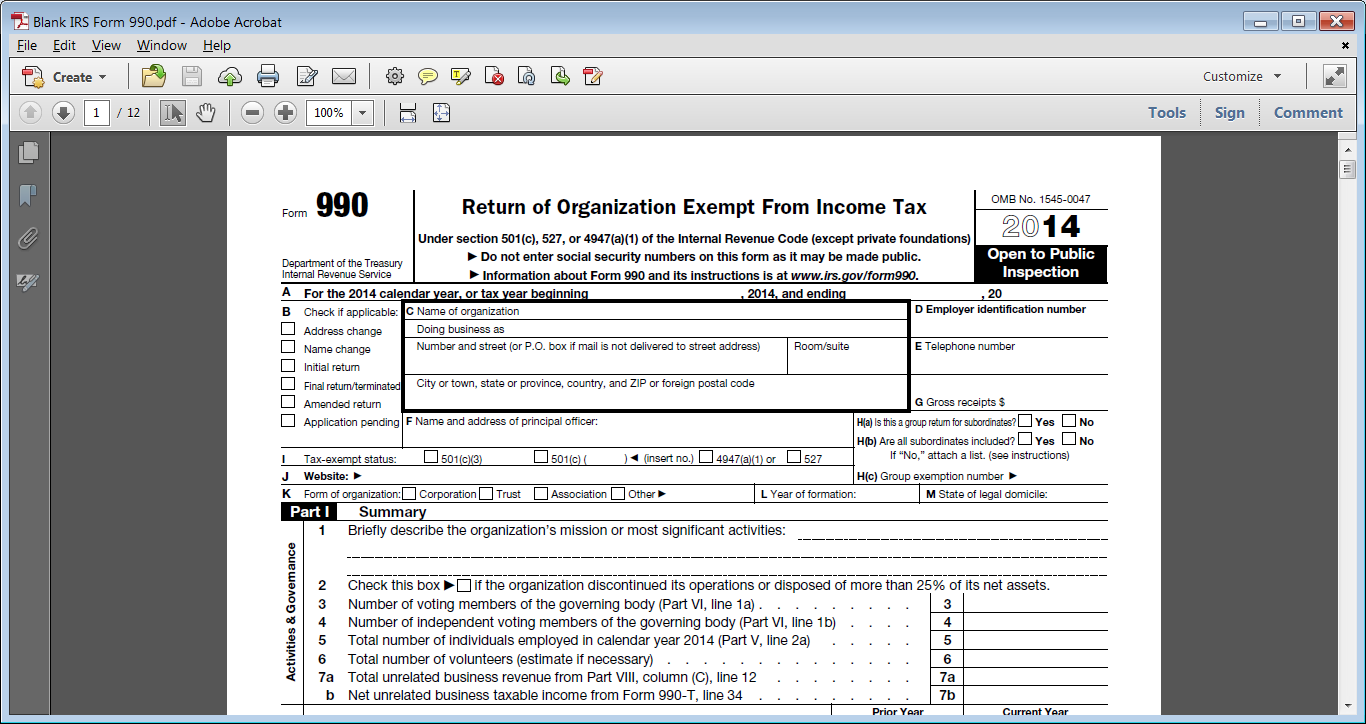 Blank IRS Form 990.pdf - Adobe Acrobat
File Edit View Window Help
Create Customize
1 / 12 100% Tools Sign Comment
Form 990
Return of Organization Exempt From Income Tax
Under section 501(c), 527, or 4947(a)(1) of the Internal Revenue Code (except private foundations)
▶ Do not enter social security numbers on this form as it may be made public.
▶ Information about Form 990 and its instructions is at www.irs.gov/form990.
Department of the Treasury
Internal Revenue Service
OMB No. 1545-0047
2014
Open to Public
Inspection
A For the 2014 calendar year, or tax year beginning , 2014, and ending , 20
B Check if applicable:
Address change
Name change
Initial return
Final return/terminated
Amended return
Application pending
C Name of organization
Doing business as
Number and street (or P.O. box if mail is not delivered to street address) Room/suite
City or town, state or province, country, and ZIP or foreign postal code
D Employer identification number
E Telephone number
G Gross receipts $
F Name and address of principal officer:
H(a) Is this a group return for subordinates? Yes No
H(b) Are all subordinates included? Yes No
If “No,” attach a list. (see instructions)
I Tax-exempt status: 501(c)(3) 501(c) ( ) ◀ (insert no.) 4947(a)(1) or 527
J Website: ▶
H(c) Group exemption number ▶
K Form of organization: Corporation Trust Association Other ▶
L Year of formation:
M State of legal domicile:
Part I Summary
Activities & Governance
1 Briefly describe the organization’s mission or most significant activities:
2 Check this box ▶ if the organization discontinued its operations or disposed of more than 25% of its net assets.
3 Number of voting members of the governing body (Part VI, line 1a) . . . . . . . . . 3
4 Number of independent voting members of the governing body (Part VI, line 1b) . . . . 4
5 Total number of individuals employed in calendar year 2014 (Part V, line 2a) . . . . . 5
6 Total number of volunteers (estimate if necessary) . . . . . . . . . . . . . . 6
7a Total unrelated business revenue from Part VIII, column (C), line 12 . . . . . . . . 7a
b Net unrelated business taxable income from Form 990-T, line 34 . . . . . . . . . 7b
Prior Year Current Year